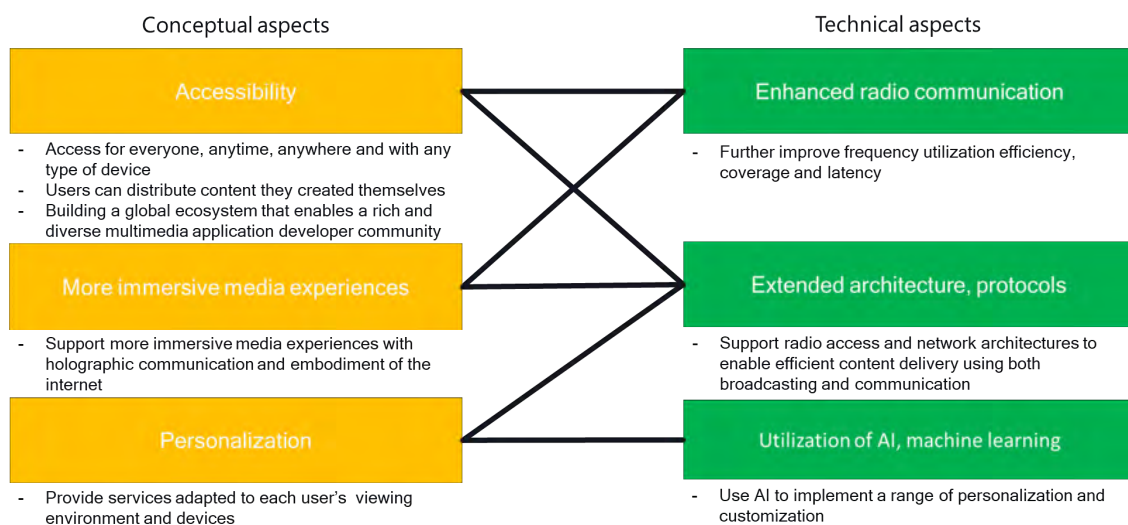 Conceptual aspects
Accessibility
- Access for everyone, anytime, anywhere and with any
type of device
- Users can distribute content they created themselves
- Building a global ecosystem that enables a rich and
diverse multimedia application developer community
More immersive media experiences
- Support more immersive media experiences with
holographic communication and embodiment of the
internet
Personalization
- Provide services adapted to each user’s viewing
environment and devices
Technical aspects
Enhanced radio communication
- Further improve frequency utilization efficiency,
coverage and latency
Extended architecture, protocols
- Support radio access and network architectures to
enable efficient content delivery using both
broadcasting and communication
Utilization of AI, machine learning
- Use AI to implement a range of personalization and
customization